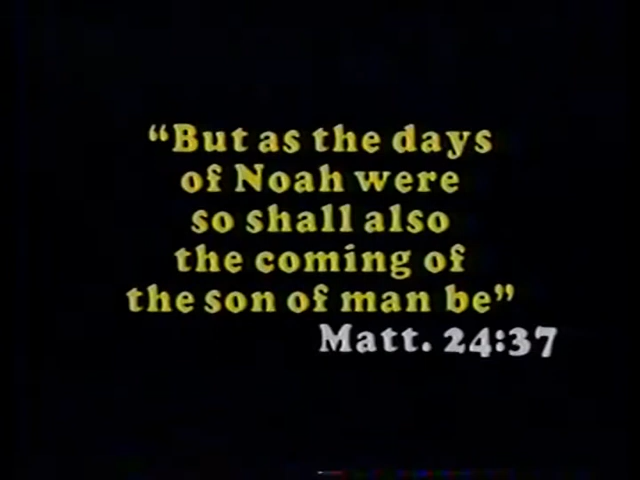 “But as the days
of Noah were
so shall also
the coming of
the son of man be”
Matt. 24:37